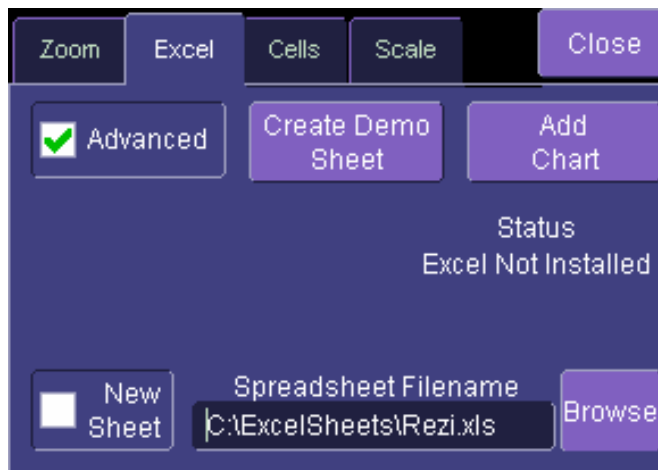 Zoom Excel Cells Scale Close
Advanced
Create Demo
Sheet
Add
Chart
Status
Excel Not Installed
New
Sheet
Spreadsheet Filename
C:\ExcelSheets\Rezi.xls
Browse